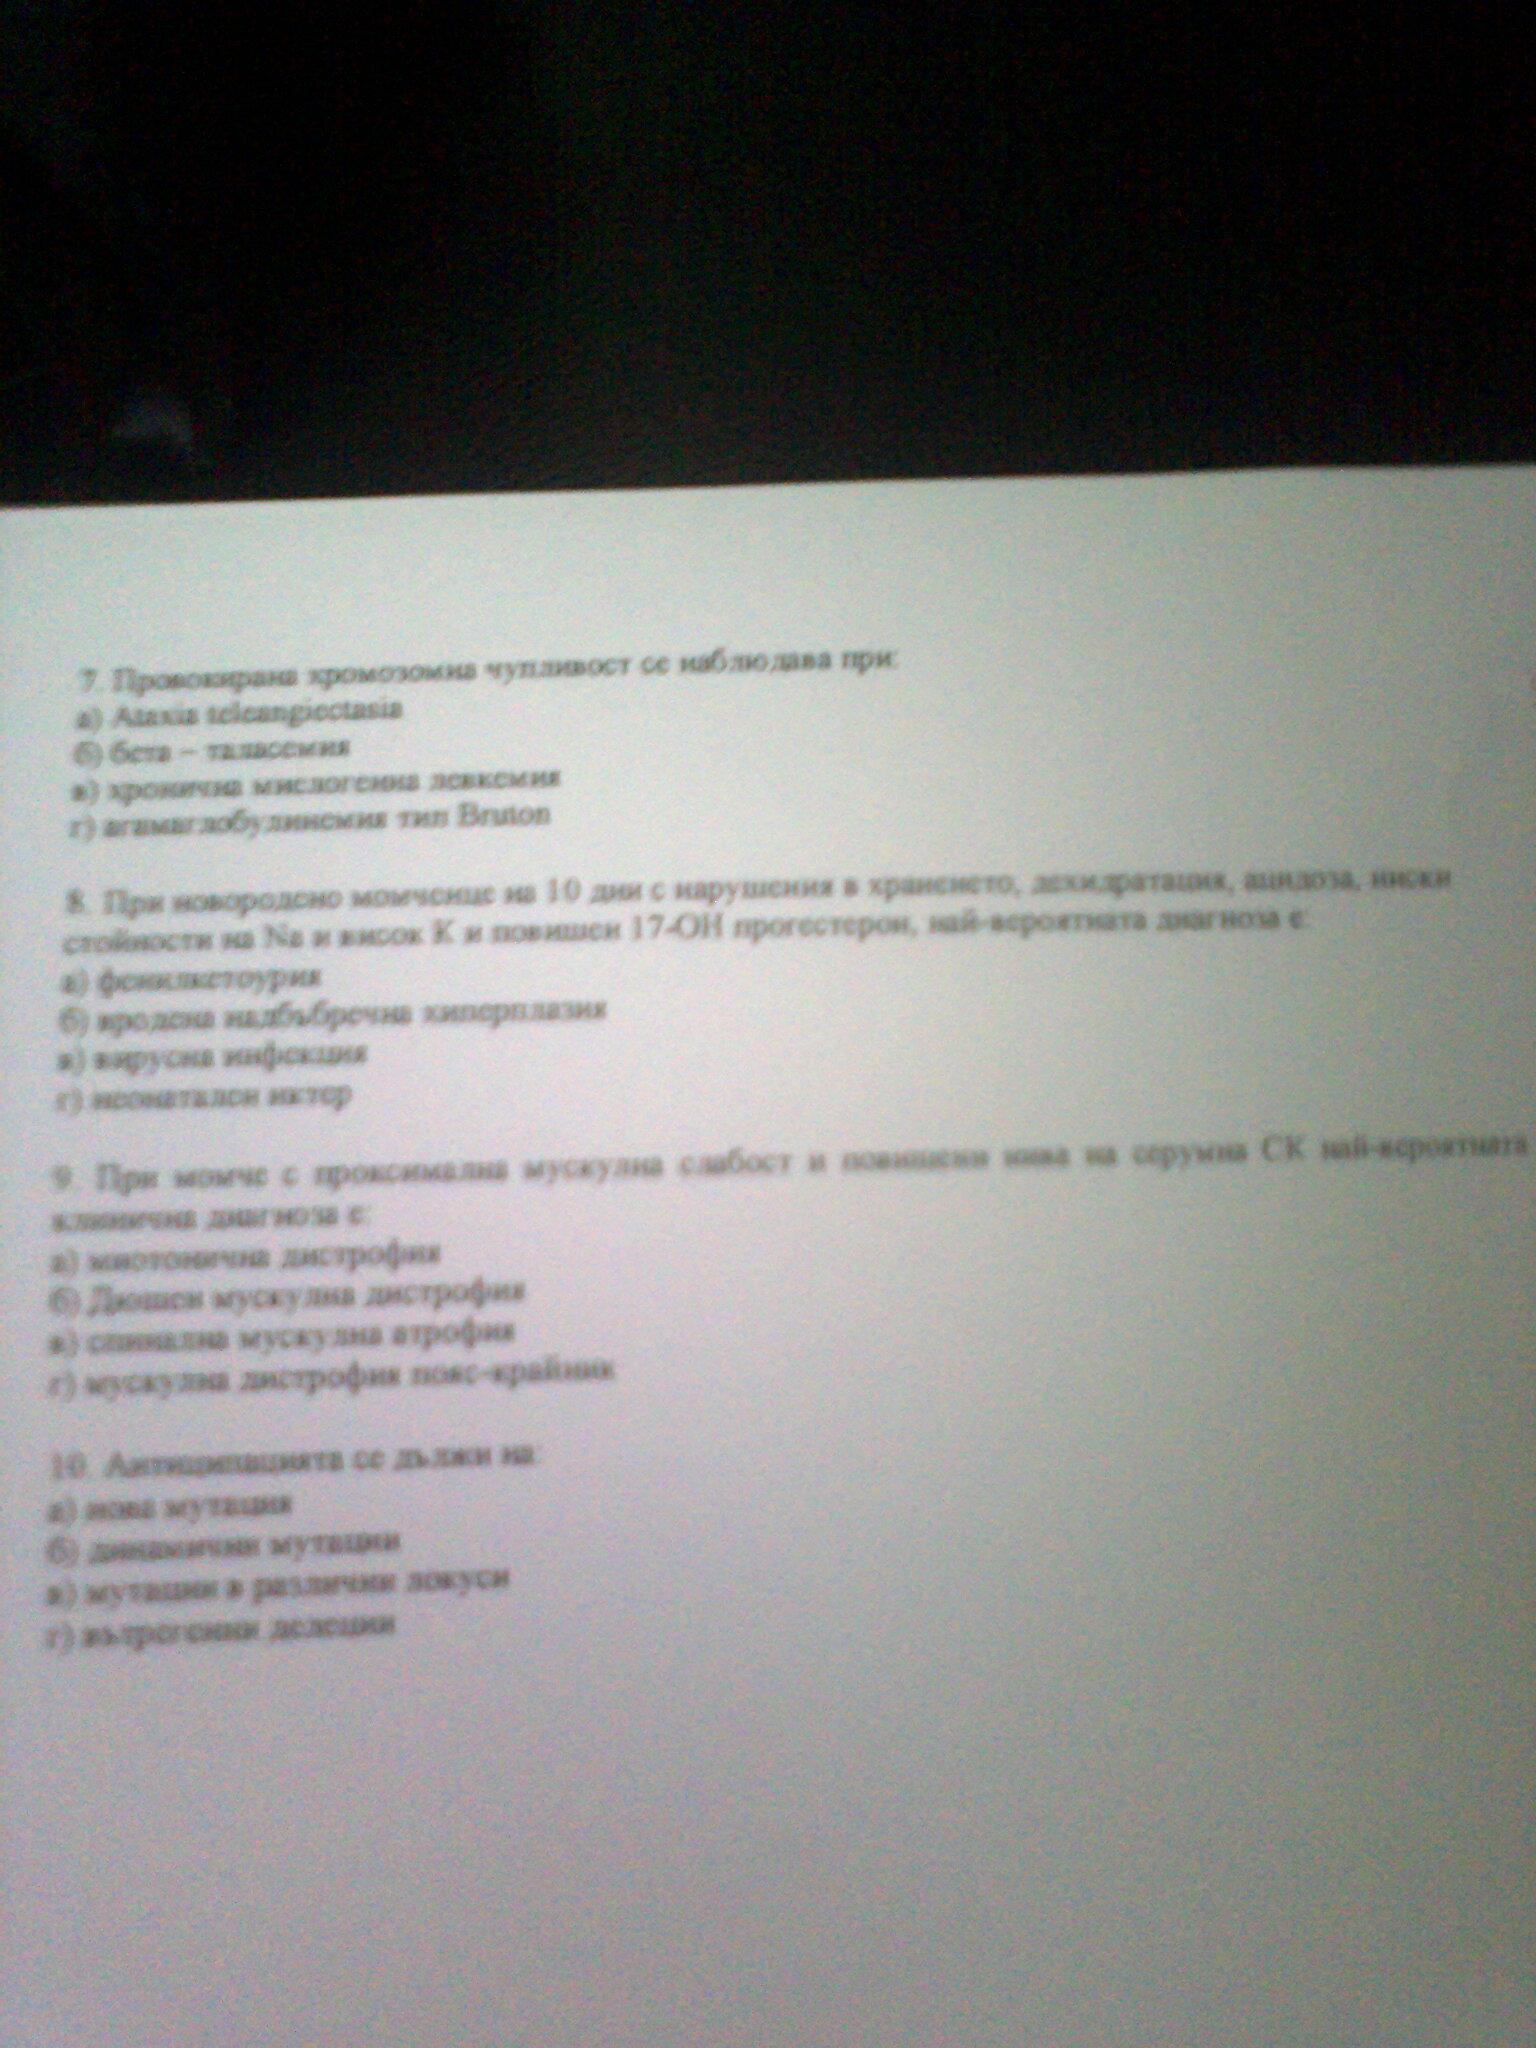 7. Провокирана хромозомна чупливост се наблюдава при:
а) Ataxia teleangiectasia
б) бета – таласемия
в) хронична миелогенна левкемия
г) агамаглобулинемия тип Bruton
8. При новородено момченце на 10 дни с нарушения в храненето, дехидратация, ацидоза, ниски
стойности на Na и висок K и повишен 17-OH прогестерон, най-вероятната диагноза е:
а) фенилкетоурия
б) вродена надбъбречна хиперплазия
в) вирусна инфекция
г) неонатален иктер
9. При момче с проксимална мускулна слабост и повишени нива на серумна СК най-вероятната
клинична диагноза е:
а) миотонична дистрофия
б) Дюшен мускулна дистрофия
в) спинална мускулна атрофия
г) мускулна дистрофия пояс-крайник
10. Антиципацията се дължи на:
а) нова мутация
б) динамични мутации
в) мутации в различни локуси
г) вътрегенни делеции